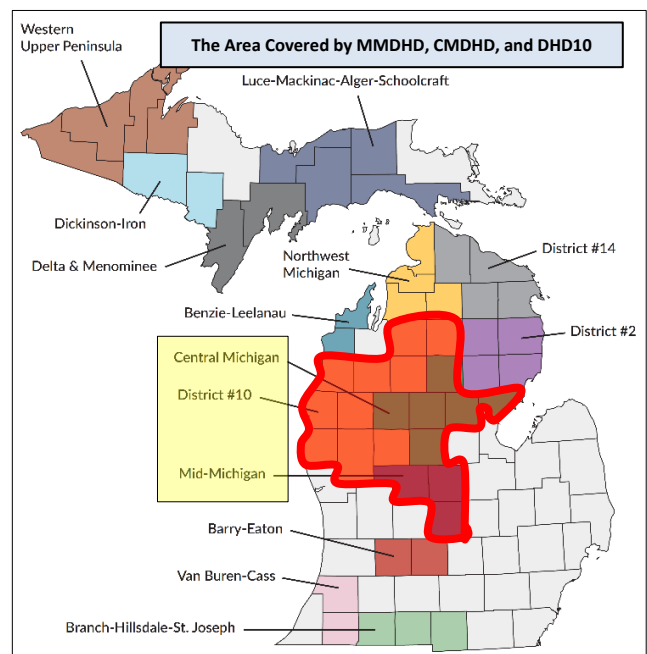 Western
Upper Peninsula
The Area Covered by MMDHD, CMDHD, and DHD10
Luce-Mackinac-Alger-Schoolcraft
Dickinson-Iron
Delta & Menominee
Northwest
Michigan
District #14
Benzie-Leelanau
District #2
Central Michigan
District #10
Mid-Michigan
Barry-Eaton
Van Buren-Cass
Branch-Hillsdale-St. Joseph